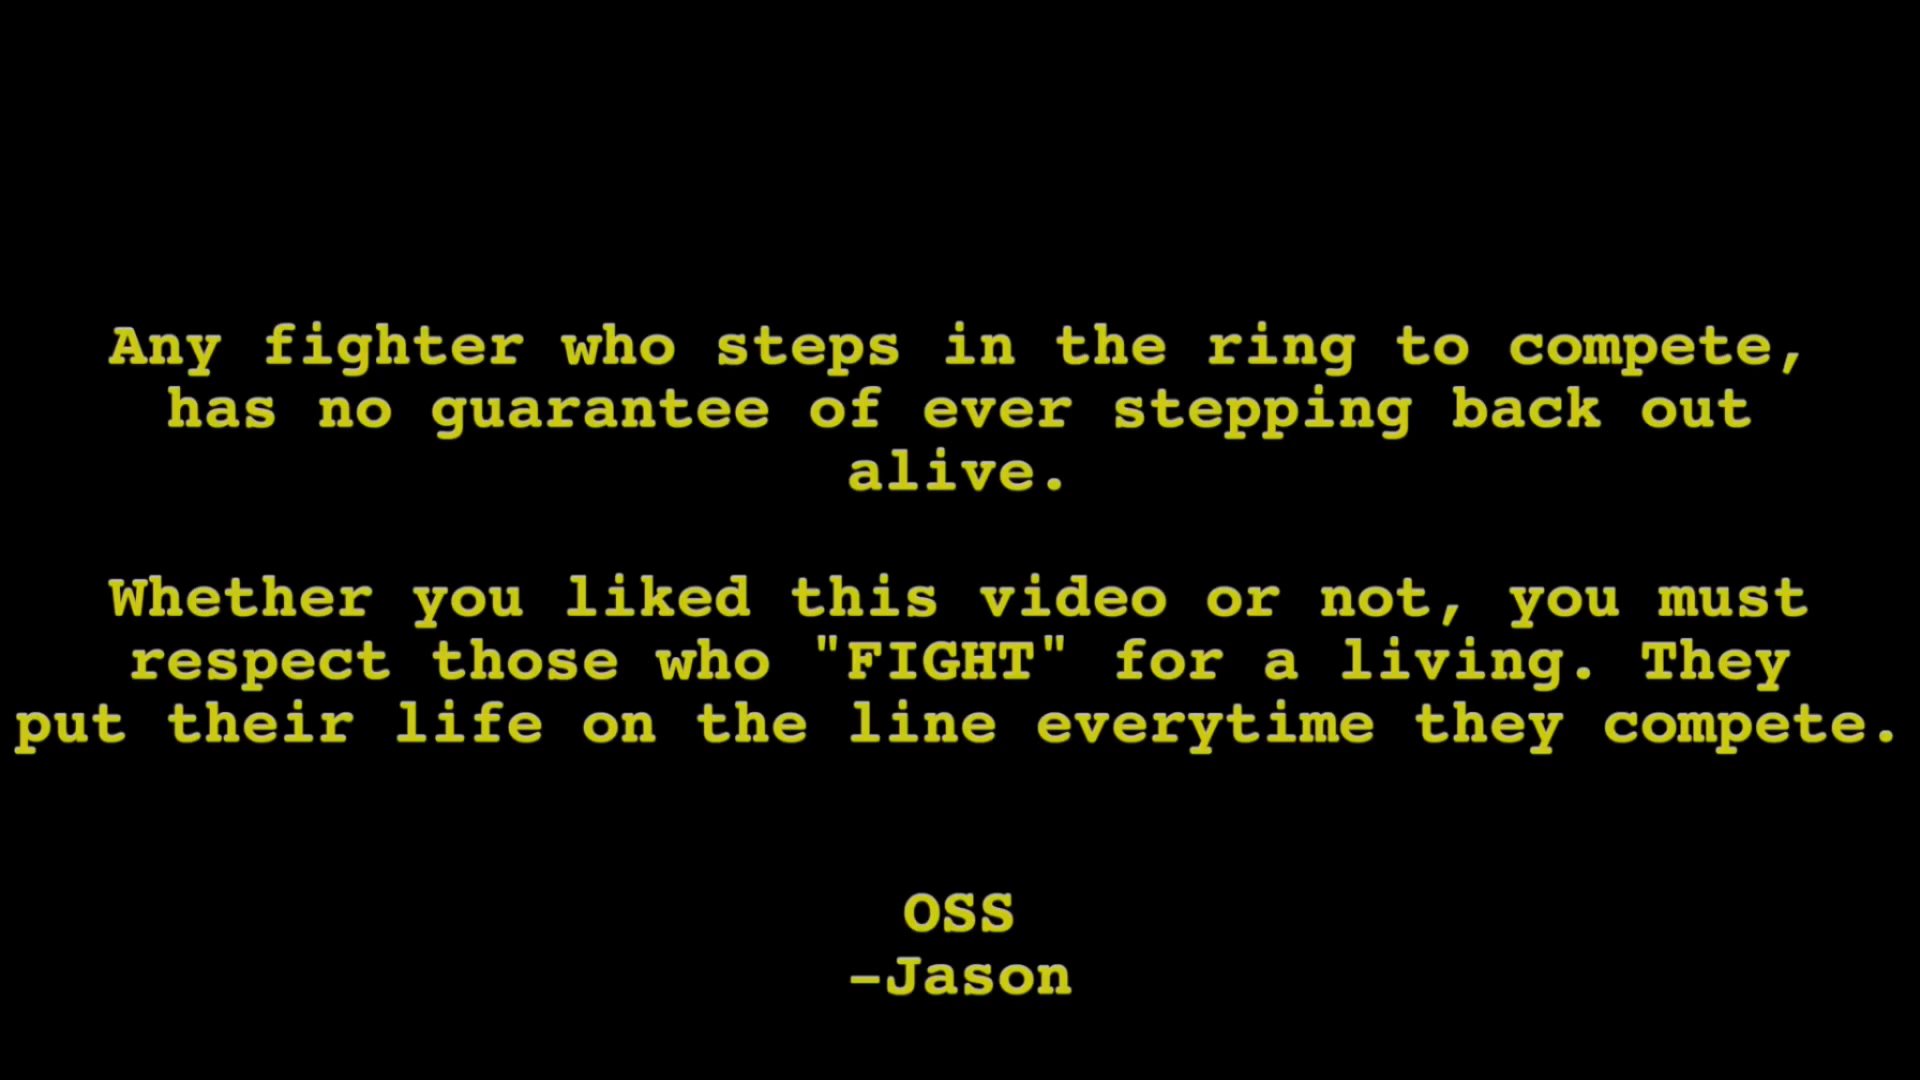 Any fighter who steps in the ring to compete,
has no guarantee of ever stepping back out
alive.
Whether you liked this video or not, you must
respect those who "FIGHT" for a living. They
put their life on the line everytime they compete.
OSS
-Jason